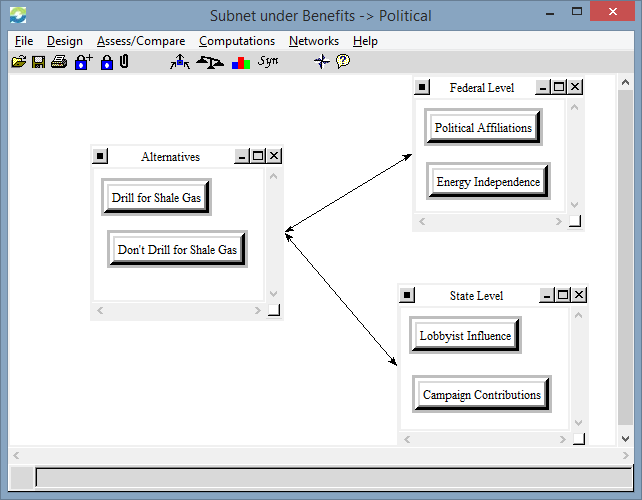 Subnet under Benefits -> Political
File Design Assess/Compare Computations Networks Help
Syn
Federal Level
Political Affiliations
Energy Independence
Alternatives
Drill for Shale Gas
Don't Drill for Shale Gas
State Level
Lobbyist Influence
Campaign Contributions